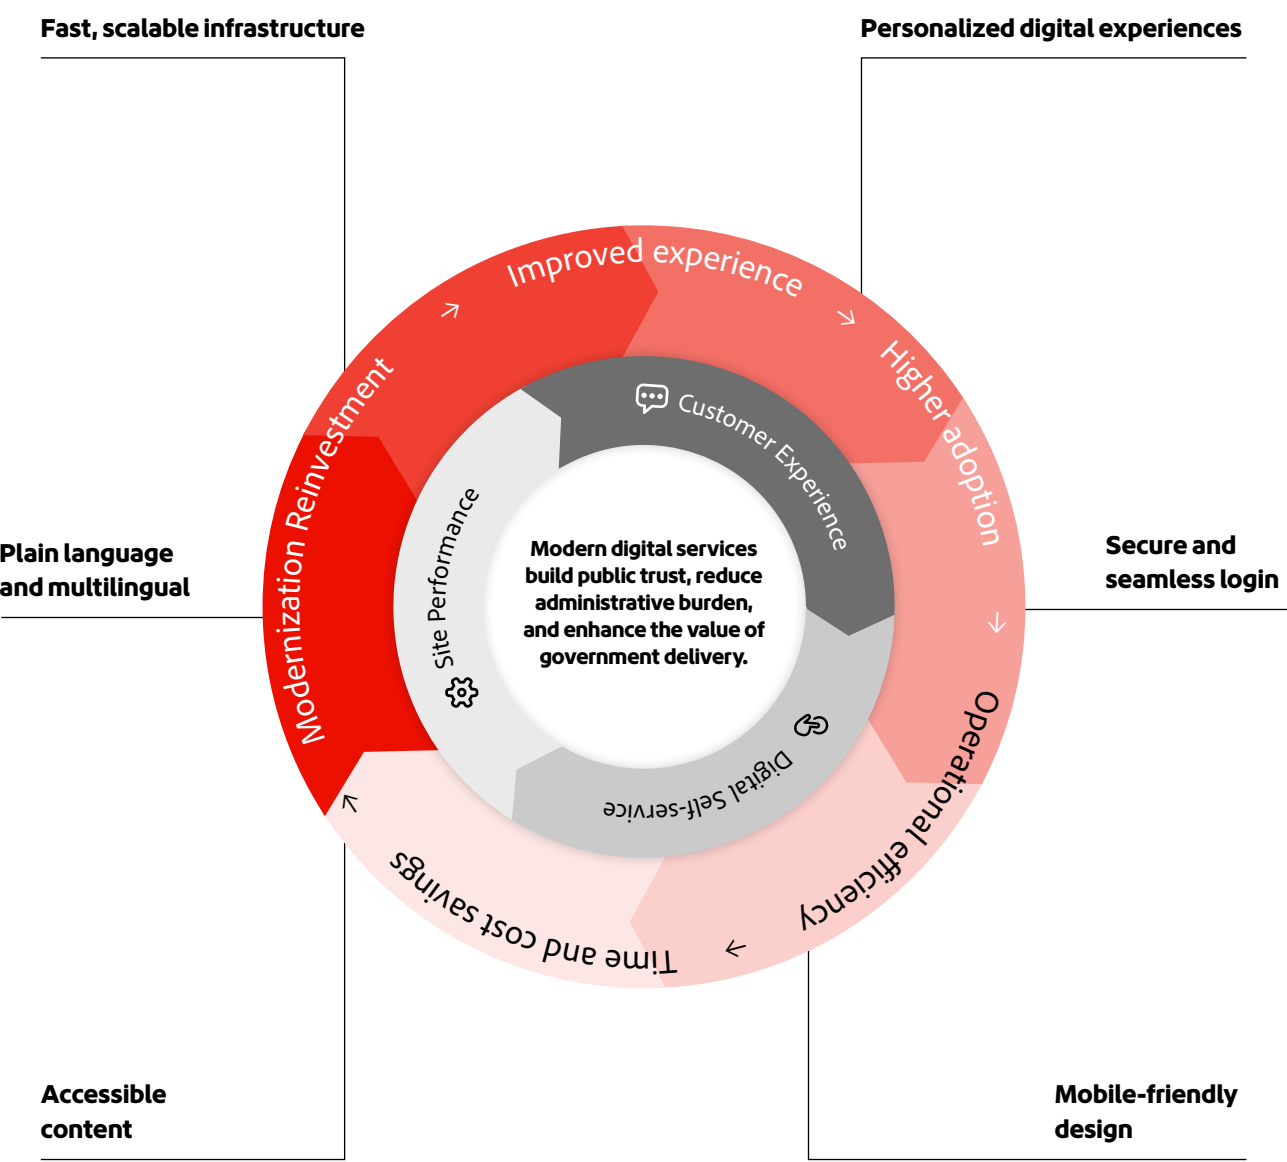 Fast, scalable infrastructure
Personalized digital experiences
Improved experience
Higher adoption
Modernization Reinvestment
Customer Experience
Site Performance
Plain language
and multilingual
Modern digital services
build public trust, reduce
administrative burden,
and enhance the value of
government delivery.
Secure and
seamless login
Digital Self-service
Operational efficiency
Time and cost savings
Accessible
content
Mobile-friendly
design